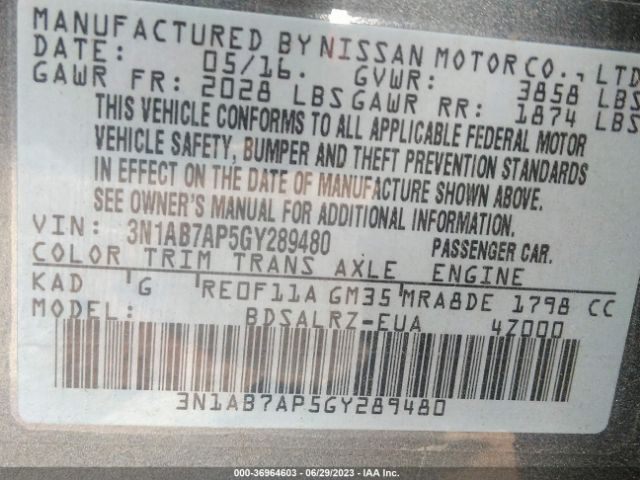 MANUFACTURED BY NISSAN MOTOR CO., LTD
DATE: 05/16. GVWR: 3858 LBS
GAWR FR: 2028 LBS GAWR RR: 1874 LBS
THIS VEHICLE CONFORMS TO ALL APPLICABLE FEDERAL MOTOR
VEHICLE SAFETY, BUMPER AND THEFT PREVENTION STANDARDS
IN EFFECT ON THE DATE OF MANUFACTURE SHOWN ABOVE.
SEE OWNER'S MANUAL FOR ADDITIONAL INFORMATION.
VIN: 3N1AB7AP5GY289480 PASSENGER CAR.
COLOR TRIM TRANS AXLE ENGINE
KAD G RE0F11A GM35 MRA8DE 1798 CC
MODEL: BDSALRZ-EUA 4Z000
3N1AB7AP5GY289480
000-36964603 | 06/29/2023 | IAA Inc.